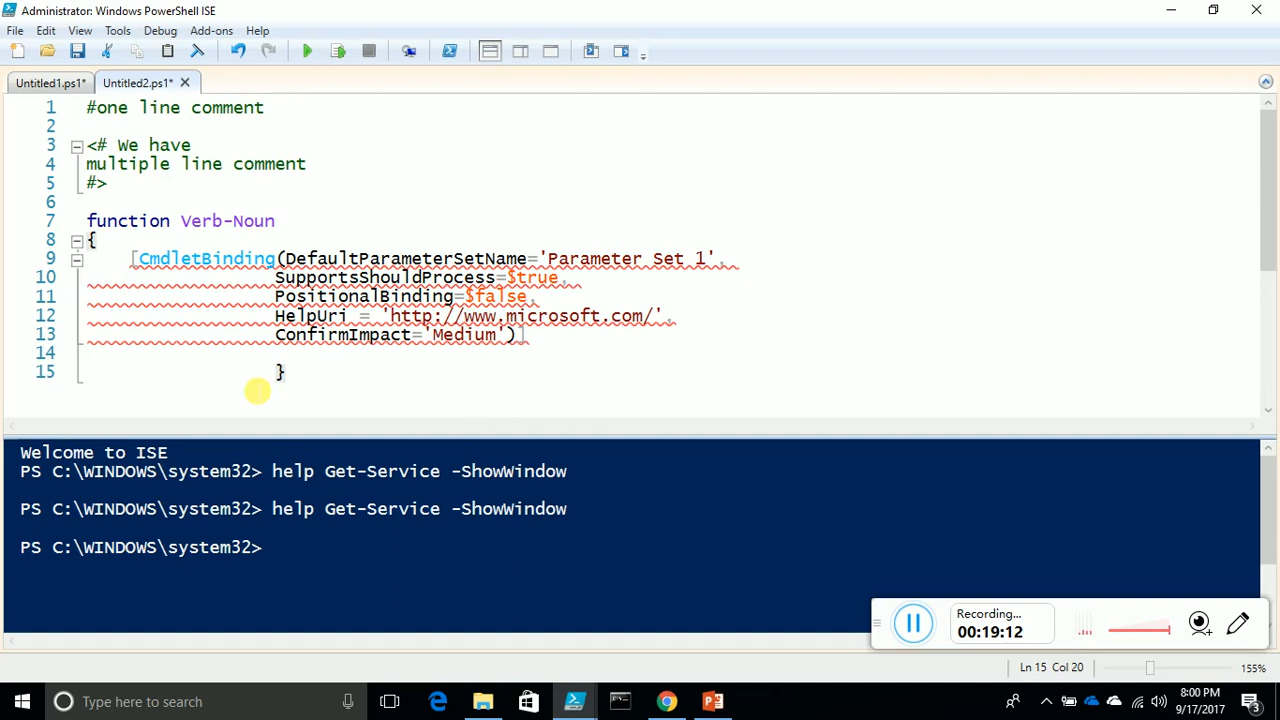 Administrator: Windows PowerShell ISE
File Edit View Tools Debug Add-ons Help
Untitled1.ps1* Untitled2.ps1*
1 #one line comment
2
3 <# We have
4 multiple line comment
5 #>
6
7 function Verb-Noun
8 {
9 [CmdletBinding(DefaultParameterSetName='Parameter Set 1',
10 SupportsShouldProcess=$true,
11 PositionalBinding=$false,
12 HelpUri = 'http://www.microsoft.com/',
13 ConfirmImpact='Medium')]
14
15 }
Welcome to ISE
PS C:\WINDOWS\system32> help Get-Service -ShowWindow
PS C:\WINDOWS\system32> help Get-Service -ShowWindow
PS C:\WINDOWS\system32>
Recording...
00:19:12
Ln 15 Col 20 155%
Type here to search
8:00 PM
9/17/2017
3